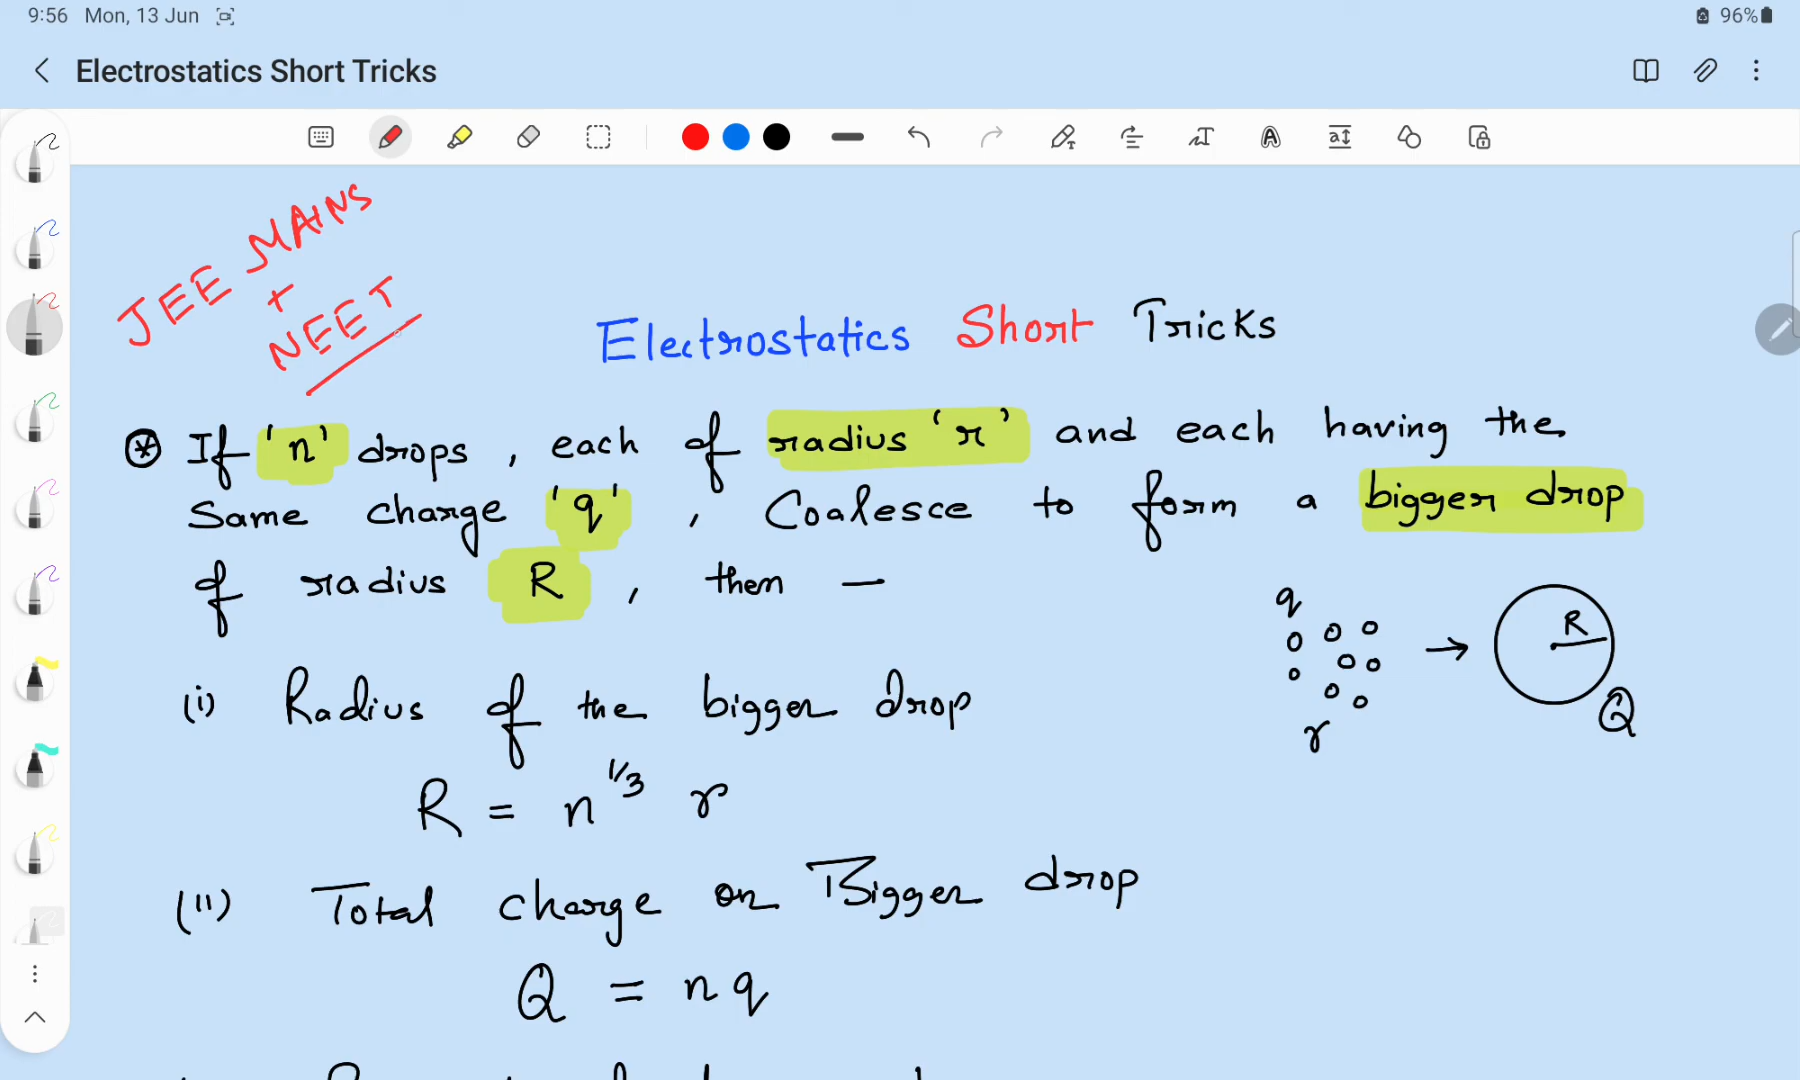 9:56 Mon, 13 Jun 96%
Electrostatics Short Tricks
JEE MAINS
+
NEET
Electrostatics Short Tricks
⊛ If 'n' drops, each of radius 'r' and each having the
Same charge 'q', Coalesce to form a bigger drop
of radius R, then —
q
R
Q
r
(i) Radius of the bigger drop
R = n^1/3 r
(11) Total charge on Bigger drop
Q = nq